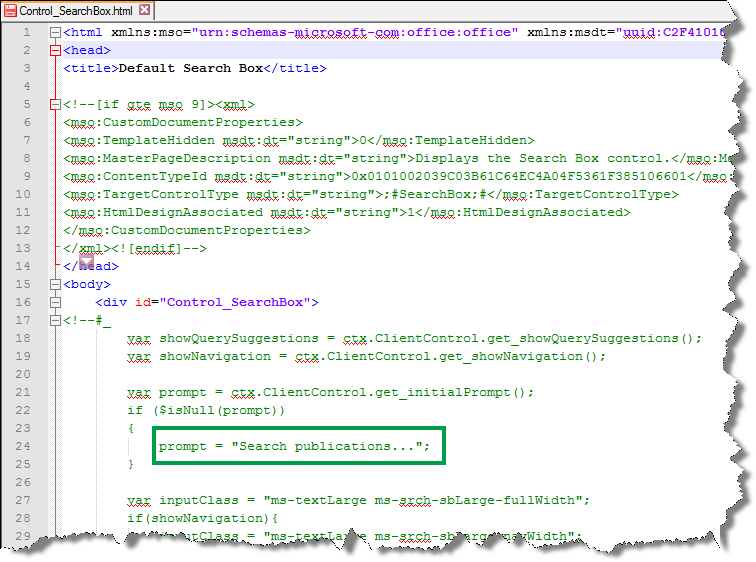 Control_SearchBox.html
1 <html xmlns:mso="urn:schemas-microsoft-com:office:office" xmlns:msdt="uuid:C2F41010
2 <head>
3 <title>Default Search Box</title>
4
5 <!--[if gte mso 9]><xml>
6 <mso:CustomDocumentProperties>
7 <mso:TemplateHidden msdt:dt="string">0</mso:TemplateHidden>
8 <mso:MasterPageDescription msdt:dt="string">Displays the Search Box control.</mso:Ma
9 <mso:ContentTypeId msdt:dt="string">0x0101002039C03B61C64EC4A04F5361F385106601</mso:
10 <mso:TargetControlType msdt:dt="string">;#SearchBox;#</mso:TargetControlType>
11 <mso:HtmlDesignAssociated msdt:dt="string">1</mso:HtmlDesignAssociated>
12 </mso:CustomDocumentProperties>
13 </xml><![endif]-->
14 </head>
15 <body>
16 <div id="Control_SearchBox">
17 <!--#_
18 var showQuerySuggestions = ctx.ClientControl.get_showQuerySuggestions();
19 var showNavigation = ctx.ClientControl.get_showNavigation();
20
21 var prompt = ctx.ClientControl.get_initialPrompt();
22 if ($isNull(prompt))
23 {
24 prompt = "Search publications...";
25 }
26
27 var inputClass = "ms-textLarge ms-srch-sbLarge-fullWidth";
28 if(showNavigation){
29 inputClass = "ms-textLarge ms-srch-sbLarge-navWidth";